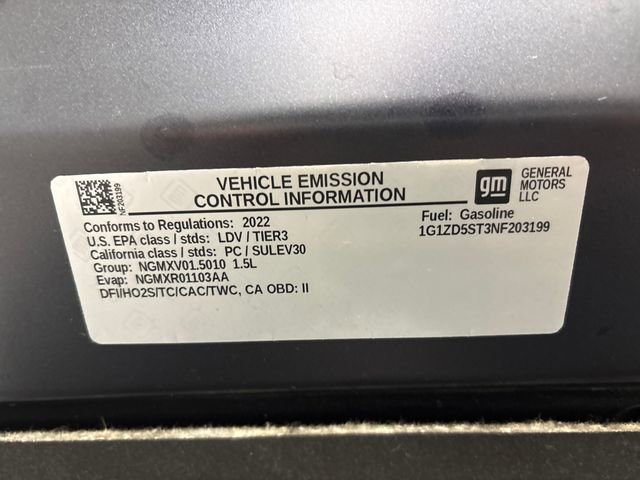 VEHICLE EMISSION
CONTROL INFORMATION
gm
GENERAL
MOTORS
LLC
NF203199
Conforms to Regulations: 2022
U.S. EPA class / stds: LDV / TIER3
California class / stds: PC / SULEV30
Group: NGMXV01.5010 1.5L
Evap: NGMXR01103AA
DFI/HO2S/TC/CAC/TWC, CA OBD: II
Fuel: Gasoline
1G1ZD5ST3NF203199